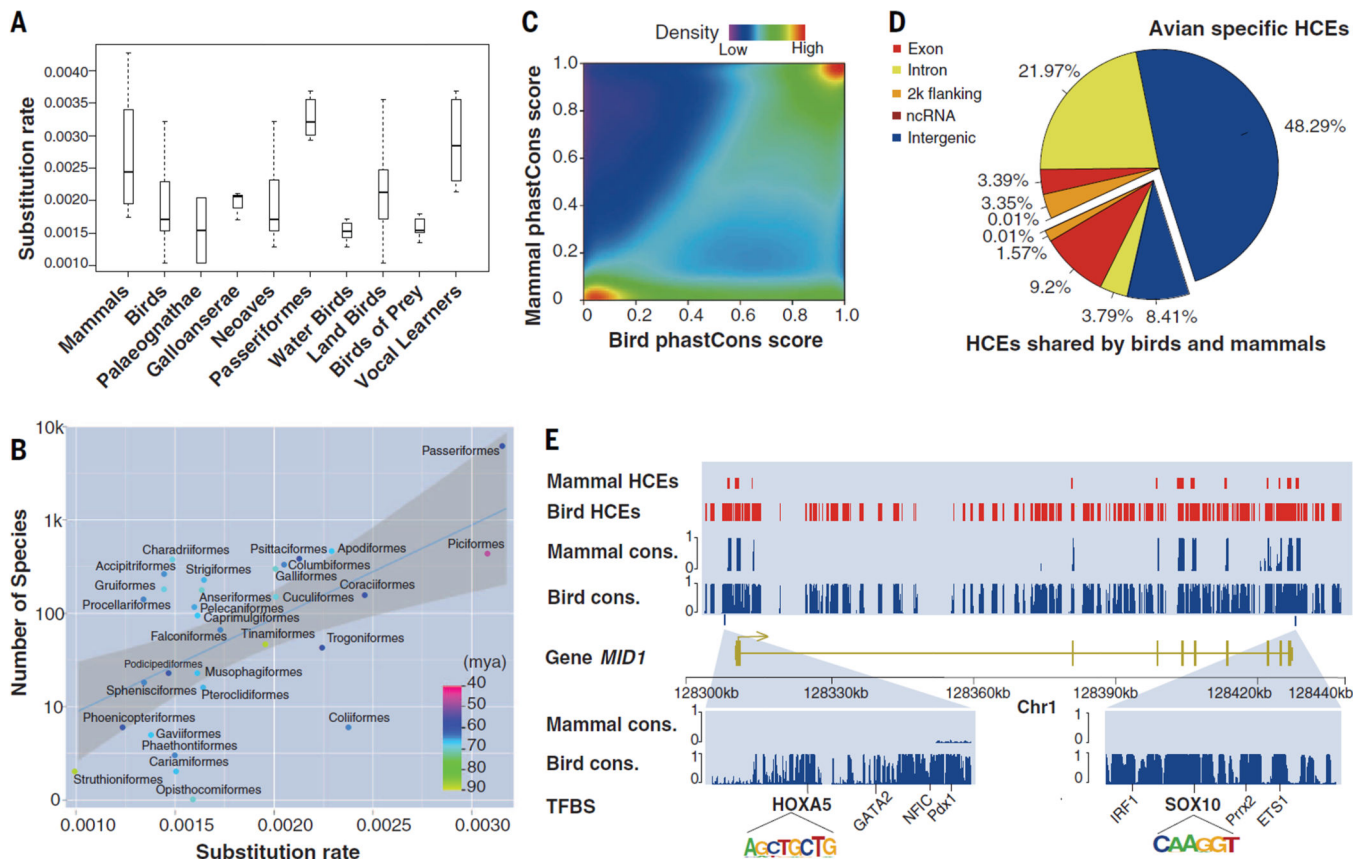 A
Substitution rate
0.0040
0.0035
0.0030
0.0025
0.0020
0.0015
0.0010
Mammals
Birds
Palaeognathae
Galloanserae
Neoaves
Passeriformes
Water Birds
Land Birds
Birds of Prey
Vocal Learners
C
Density
Low
High
Mammal phastCons score
1.0
0.8
0.6
0.4
0.2
0
0 0.2 0.4 0.6 0.8 1.0
Bird phastCons score
D
Avian specific HCEs
Exon
Intron
2k flanking
ncRNA
Intergenic
21.97%
48.29%
3.39%
3.35%
0.01%
0.01%
1.57%
9.2%
3.79%
8.41%
HCEs shared by birds and mammals
B
Number of Species
10k
1k
100
10
0
Passeriformes
Piciformes
Charadriiformes
Psittaciformes
Apodiformes
Accipitriformes
Strigiformes
Columbiformes
Gruiformes
Galliformes
Coraciiformes
Procellariformes
Anseriformes
Cuculiformes
Pelecaniformes
Caprimulgiformes
Falconiformes
Tinamiformes
Trogoniformes
Podicipediformes
Musophagiformes
Sphenisciformes
Pteroclidiformes
Phoenicopteriformes
Coliiformes
Gaviiformes
Phaethontiformes
Cariamiformes
Struthioniformes
Opisthocomiformes
(mya)
40
50
60
70
80
90
0.0010 0.0015 0.0020 0.0025 0.0030
Substitution rate
E
Mammal HCEs
Bird HCEs
Mammal cons.
1
0
Bird cons.
1
0
Gene MID1
128300kb 128330kb 128360kb 128390kb 128420kb 128440kb
Chr1
Mammal cons.
1
0
1
0
Bird cons.
1
0
1
0
TFBS
HOXA5
GATA2
NFIC
Pdx1
IRF1
SOX10
Prrx2
ETS1
AGCTGCTG
CAAGGT